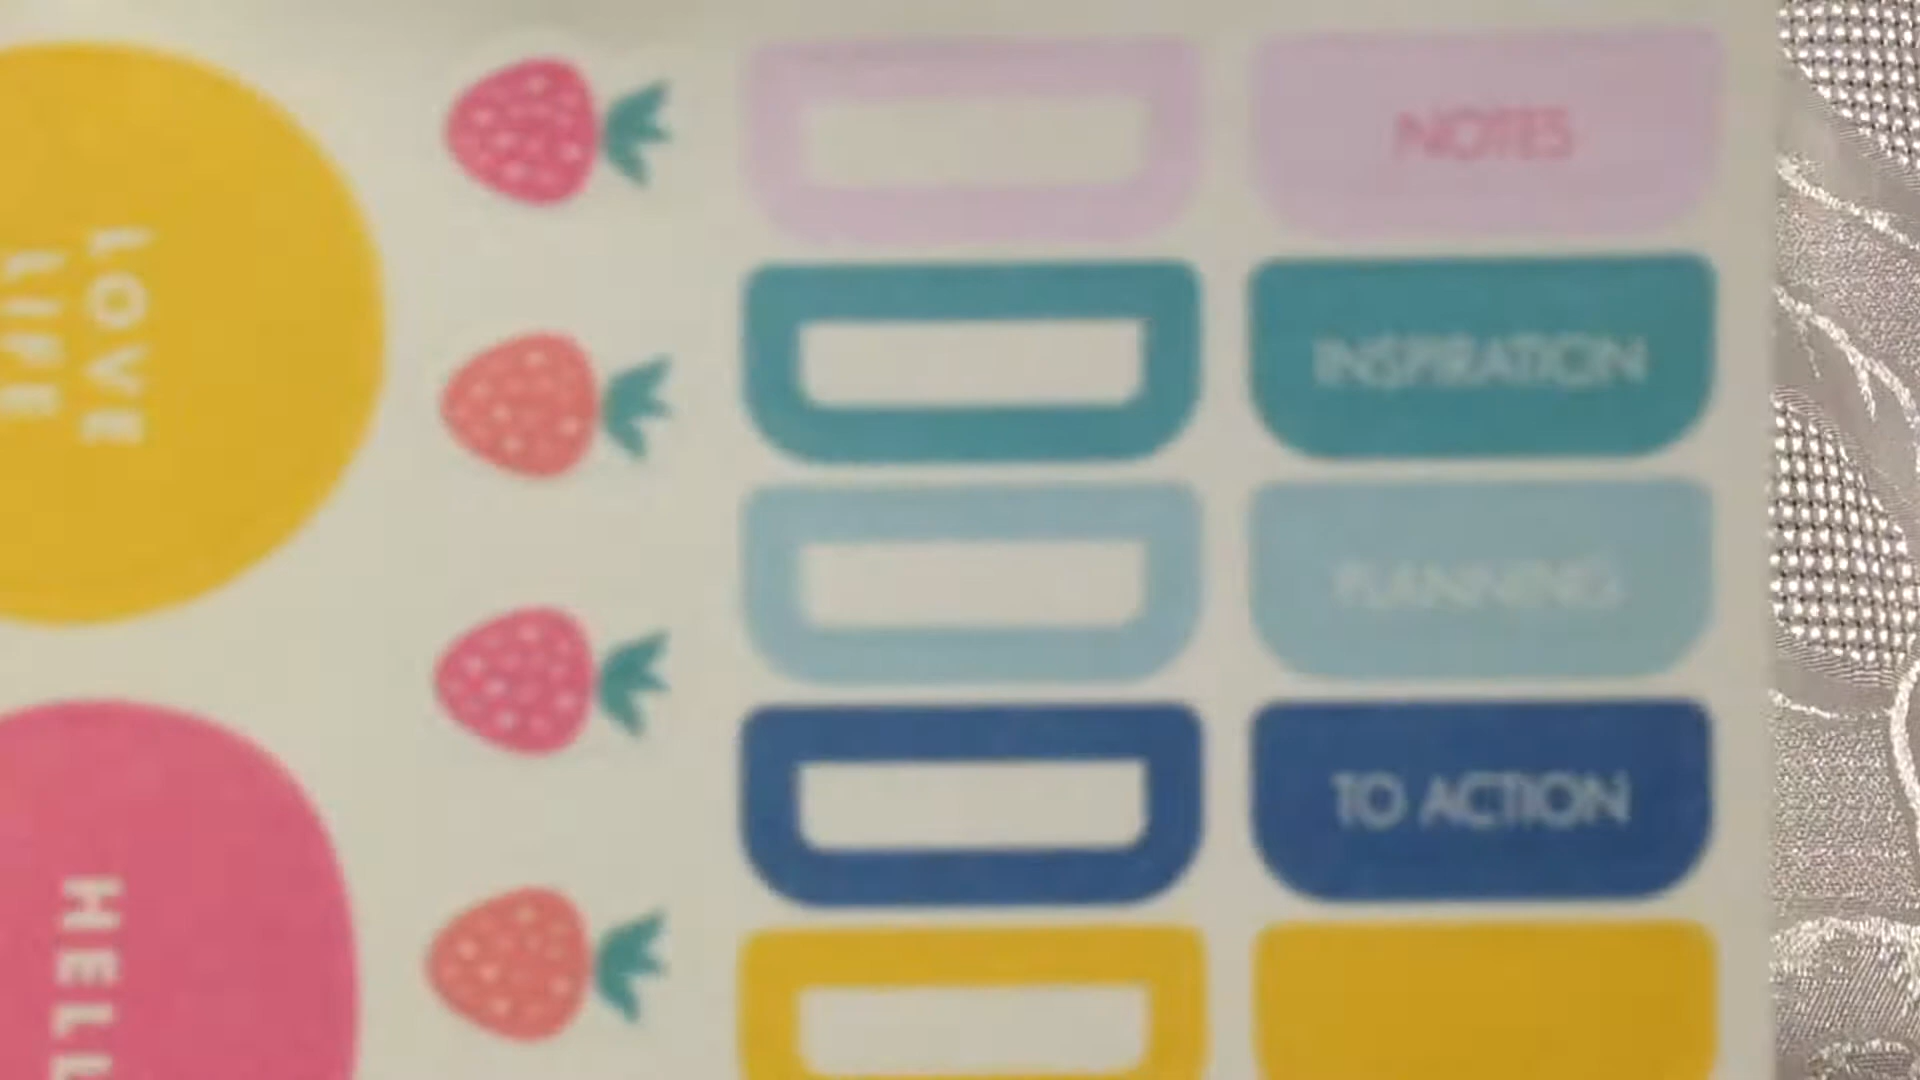 LOVE
LIFE
HELL
NOTES
INSPIRATION
PLANNING
TO ACTION